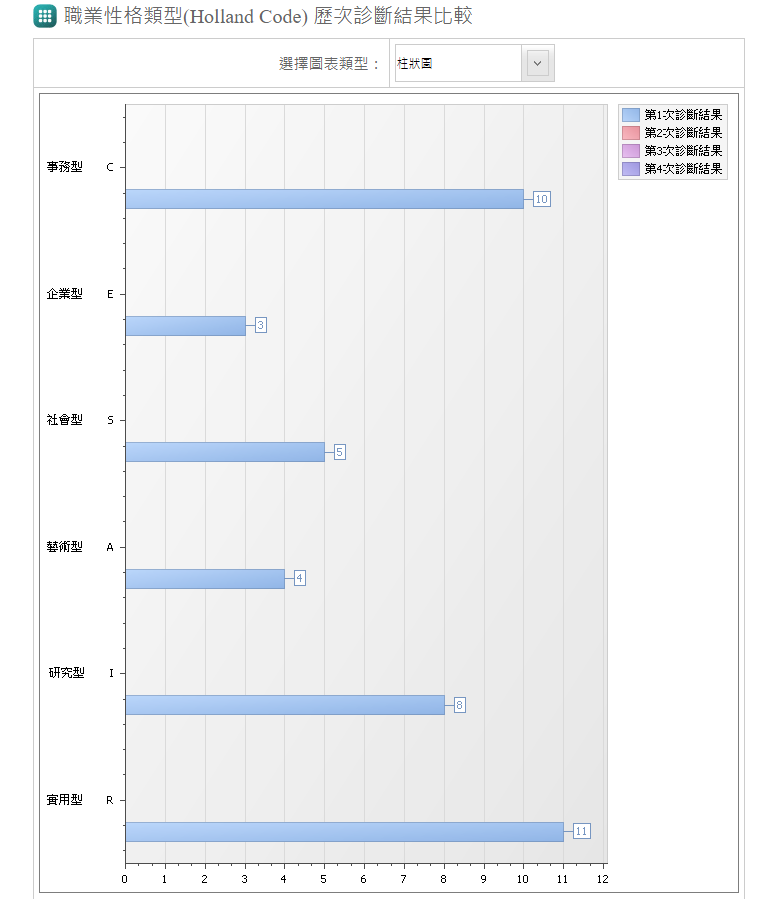 職業性格類型(Holland Code) 歷次診斷結果比較
選擇圖表類型：
柱狀圖
第1次診斷結果
第2次診斷結果
第3次診斷結果
第4次診斷結果
事務型 C
10
企業型 E
3
社會型 S
5
藝術型 A
4
研究型 I
8
實用型 R
11
0 1 2 3 4 5 6 7 8 9 10 11 12